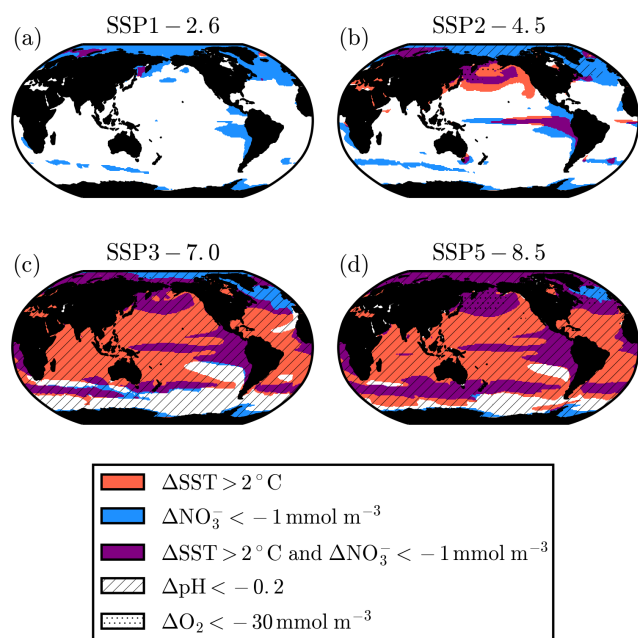 (a) SSP1 − 2.6
(b) SSP2 − 4.5
(c) SSP3 − 7.0
(d) SSP5 − 8.5
ΔSST > 2°C
ΔNO₃⁻ < −1 mmol m⁻³
ΔSST > 2°C and ΔNO₃⁻ < −1 mmol m⁻³
ΔpH < −0.2
ΔO₂ < −30 mmol m⁻³